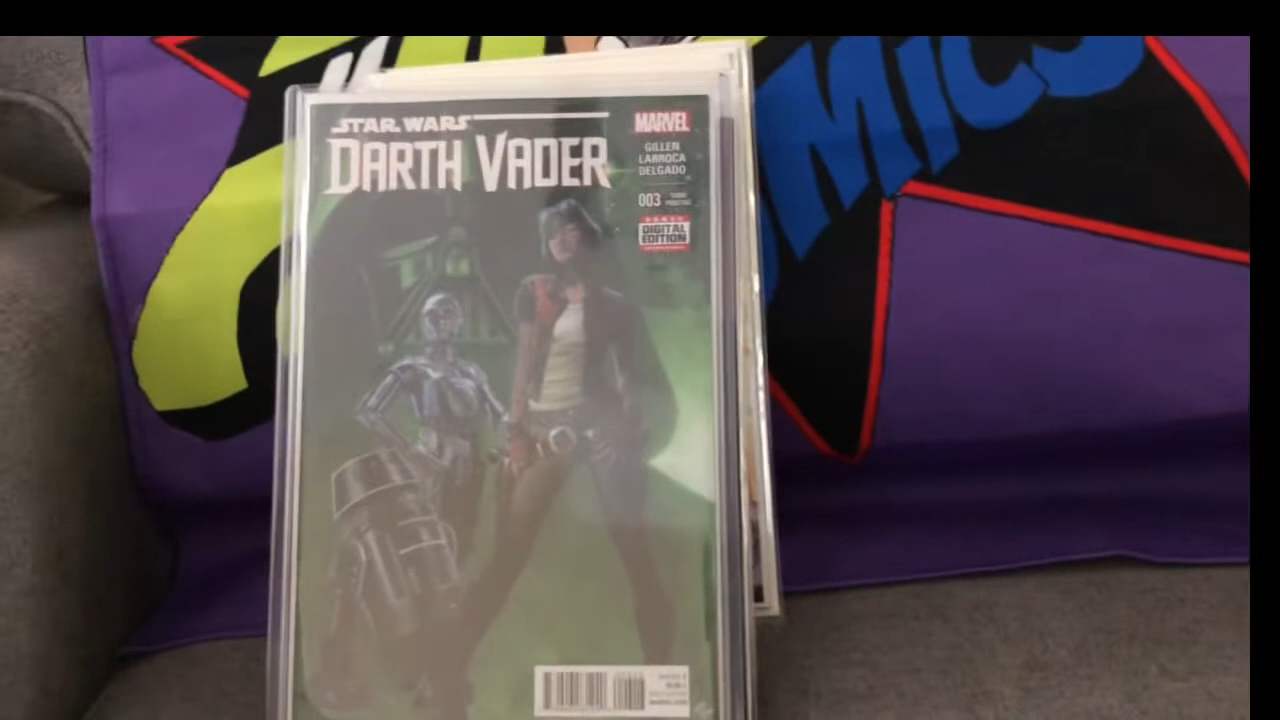 MICS
STAR WARS
DARTH VADER
MARVEL
GILLEN
LARROCA
DELGADO
003
DIGITAL
EDITION